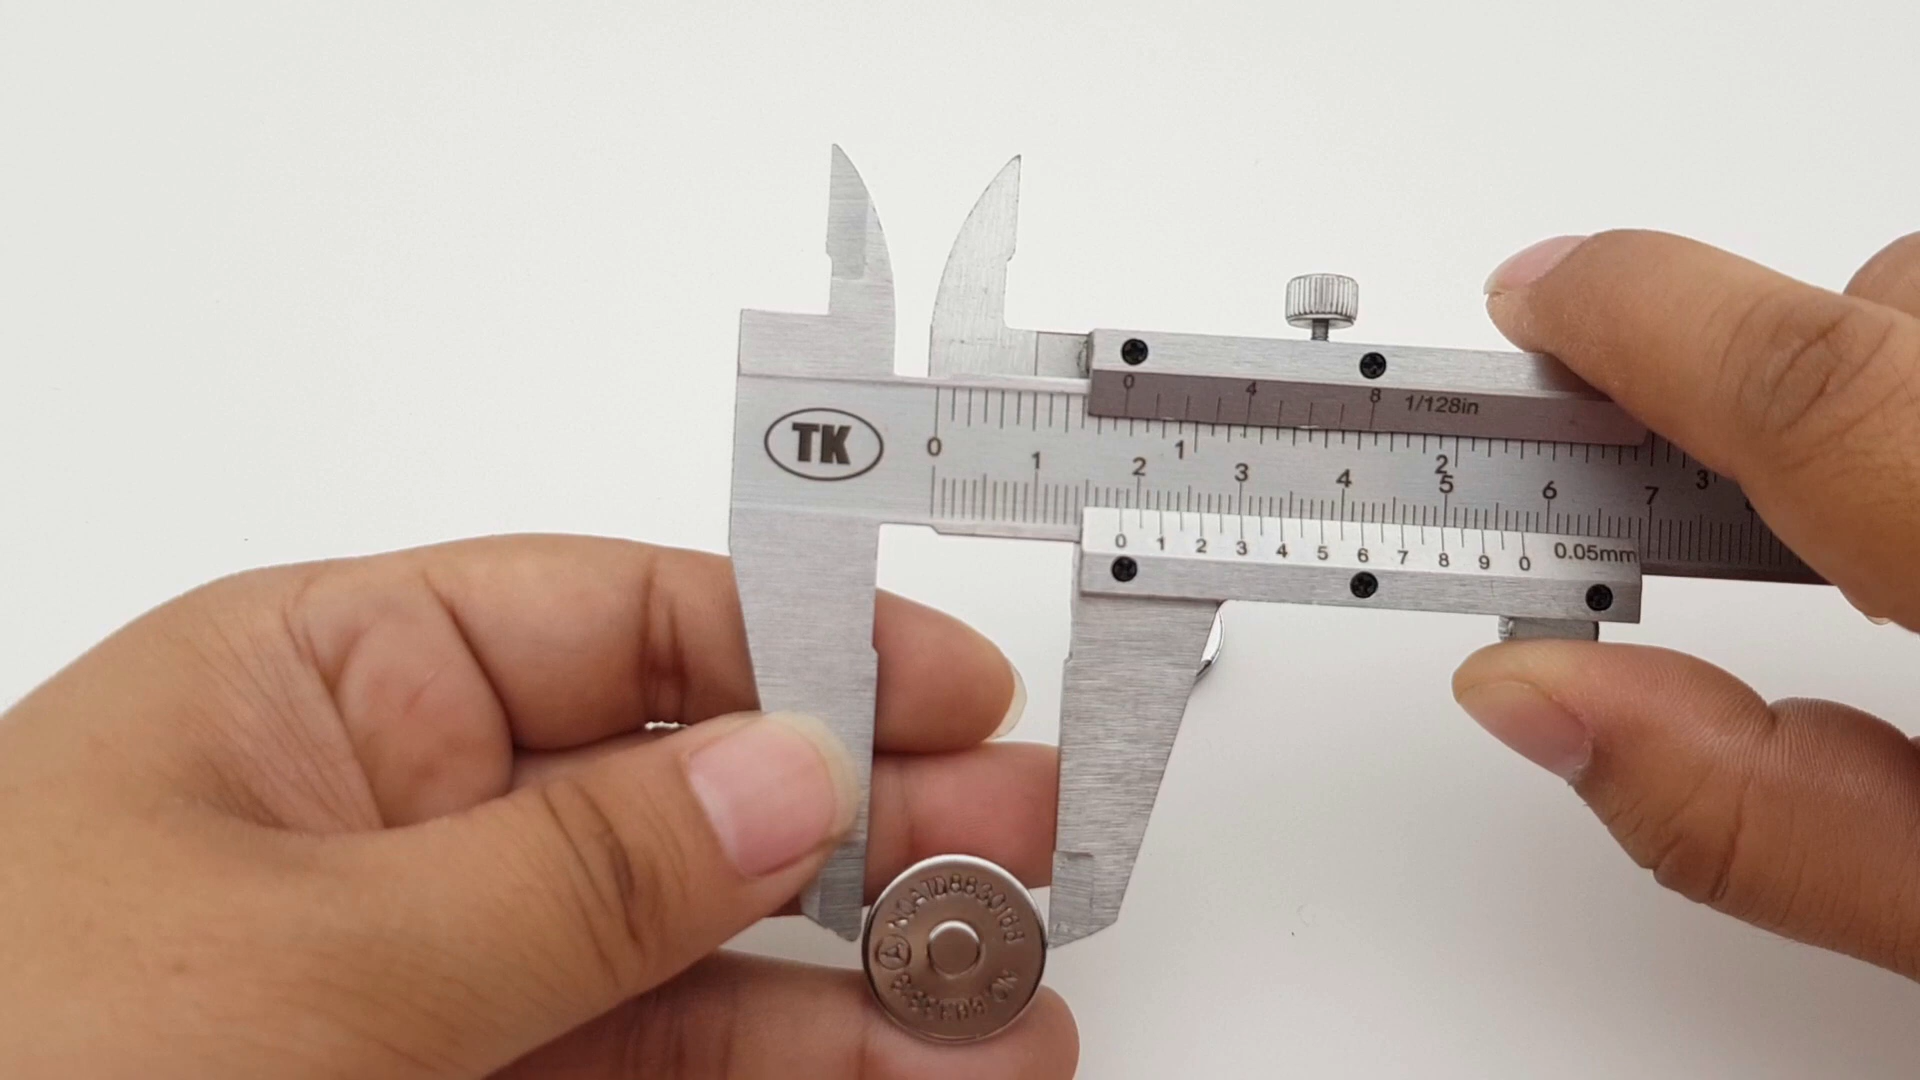 0 4 8 1/128in
TK
0 1 2 3
0 1 2 3 4 5 6 7
0 1 2 3 4 5 6 7 8 9 0 0.05mm